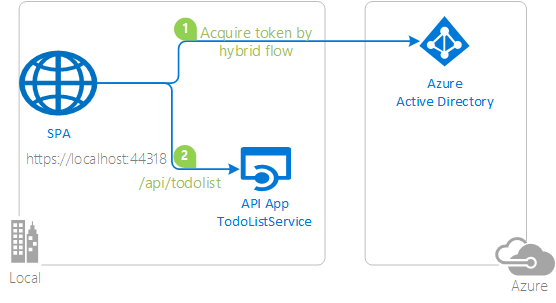 1
Acquire token by
hybrid flow
Azure
Active Directory
SPA
https://localhost:44318
2
/api/todolist
API App
TodoListService
Local
Azure